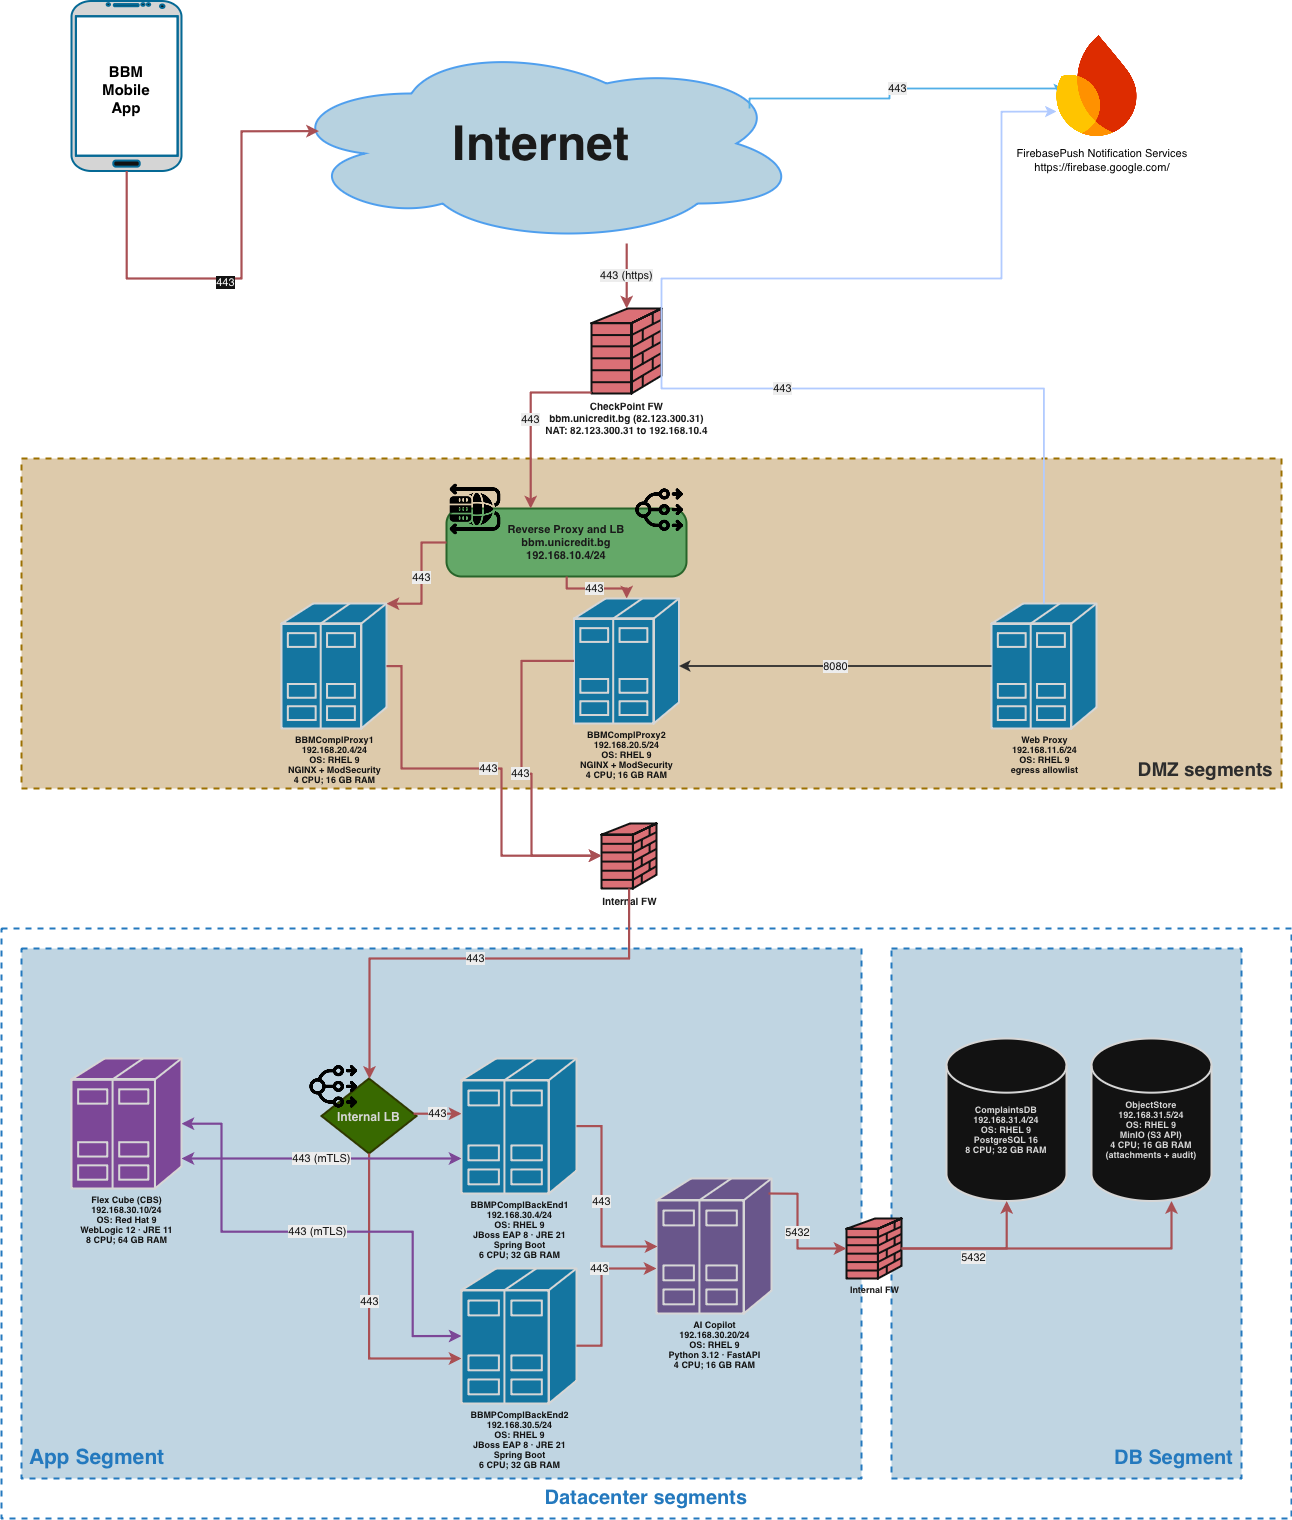 BBM
Mobile
App
Internet
443
FirebasePush Notification Services
https://firebase.google.com/
443
443 (https)
443
CheckPoint FW
bbm.unicredit.bg (82.123.300.31)
NAT: 82.123.300.31 to 192.168.10.4
443
Reverse Proxy and LB
bbm.unicredit.bg
192.168.10.4/24
443
443
8080
BBMComplProxy1
192.168.20.4/24
OS: RHEL 9
NGINX + ModSecurity
4 CPU; 16 GB RAM
BBMComplProxy2
192.168.20.5/24
OS: RHEL 9
NGINX + ModSecurity
4 CPU; 16 GB RAM
Web Proxy
192.168.11.6/24
OS: RHEL 9
egress allowlist
DMZ segments
443
443
Internal FW
443
Internal LB
443
443 (mTLS)
443 (mTLS)
443
Flex Cube (CBS)
192.168.30.10/24
OS: Red Hat 9
WebLogic 12 · JRE 11
8 CPU; 64 GB RAM
BBMPComplBackEnd1
192.168.30.4/24
OS: RHEL 9
JBoss EAP 8 · JRE 21
Spring Boot
6 CPU; 32 GB RAM
443
443
BBMPComplBackEnd2
192.168.30.5/24
OS: RHEL 9
JBoss EAP 8 · JRE 21
Spring Boot
6 CPU; 32 GB RAM
AI Copilot
192.168.30.20/24
OS: RHEL 9
Python 3.12 · FastAPI
4 CPU; 16 GB RAM
5432
Internal FW
5432
ComplaintsDB
192.168.31.4/24
OS: RHEL 9
PostgreSQL 16
8 CPU; 32 GB RAM
ObjectStore
192.168.31.5/24
OS: RHEL 9
MinIO (S3 API)
4 CPU; 16 GB RAM
(attachments + audit)
App Segment
DB Segment
Datacenter segments